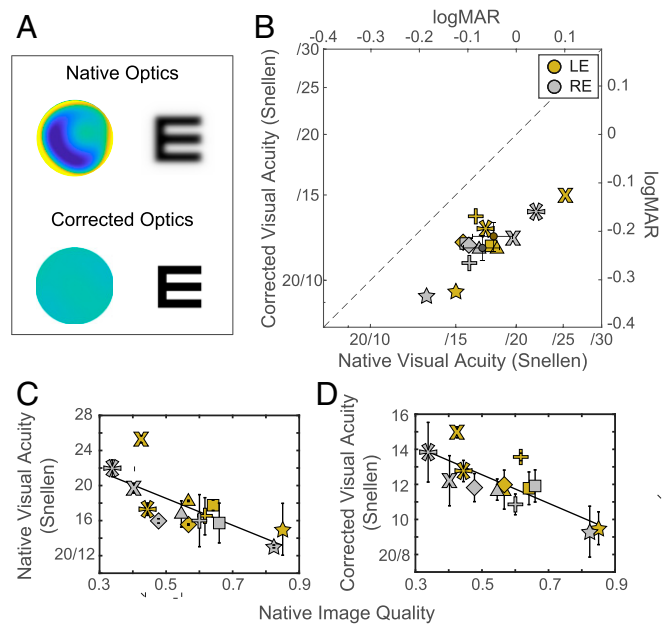 A
Native Optics
E
Corrected Optics
E
B
logMAR
-0.4 -0.3 -0.2 -0.1 0 0.1
/30
/25
/20
/15
20/10
Corrected Visual Acuity (Snellen)
LE
RE
0.1
0
-0.1
-0.2
-0.3
-0.4
logMAR
20/10 /15 /20 /25 /30
Native Visual Acuity (Snellen)
C
28
24
20
16
20/12
Native Visual Acuity
(Snellen)
0.3 0.5 0.7 0.9
D
16
14
12
10
20/8
Corrected Visual Acuity
(Snellen)
0.3 0.5 0.7 0.9
Native Image Quality